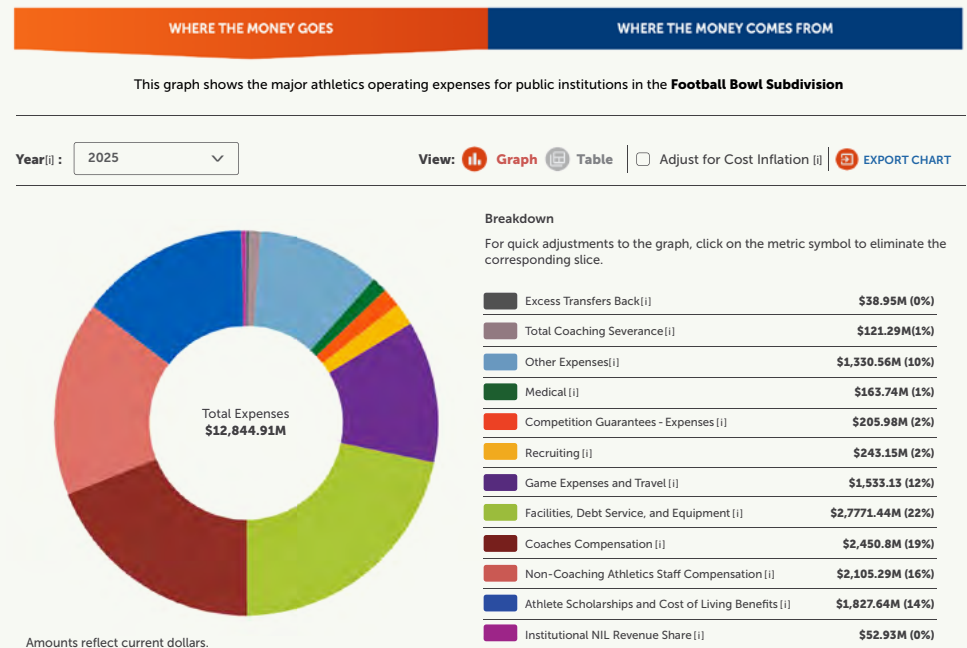 WHERE THE MONEY GOES
WHERE THE MONEY COMES FROM
This graph shows the major athletics operating expenses for public institutions in the Football Bowl Subdivision
Year[i] :
2025
View:
Graph
Table
Adjust for Cost Inflation [i]
EXPORT CHART
Breakdown
For quick adjustments to the graph, click on the metric symbol to eliminate the
corresponding slice.
Total Expenses
$12,844.91M
Excess Transfers Back[i] $38.95M (0%)
Total Coaching Severance[i] $121.29M(1%)
Other Expenses[i] $1,330.56M (10%)
Medical [i] $163.74M (1%)
Competition Guarantees - Expenses [i] $205.98M (2%)
Recruiting [i] $243.15M (2%)
Game Expenses and Travel [i] $1,533.13 (12%)
Facilities, Debt Service, and Equipment [i] $2,7771.44M (22%)
Coaches Compensation [i] $2,450.8M (19%)
Non-Coaching Athletics Staff Compensation [i] $2,105.29M (16%)
Athlete Scholarships and Cost of Living Benefits [i] $1,827.64M (14%)
Institutional NIL Revenue Share [i] $52.93M (0%)
Amounts reflect current dollars.